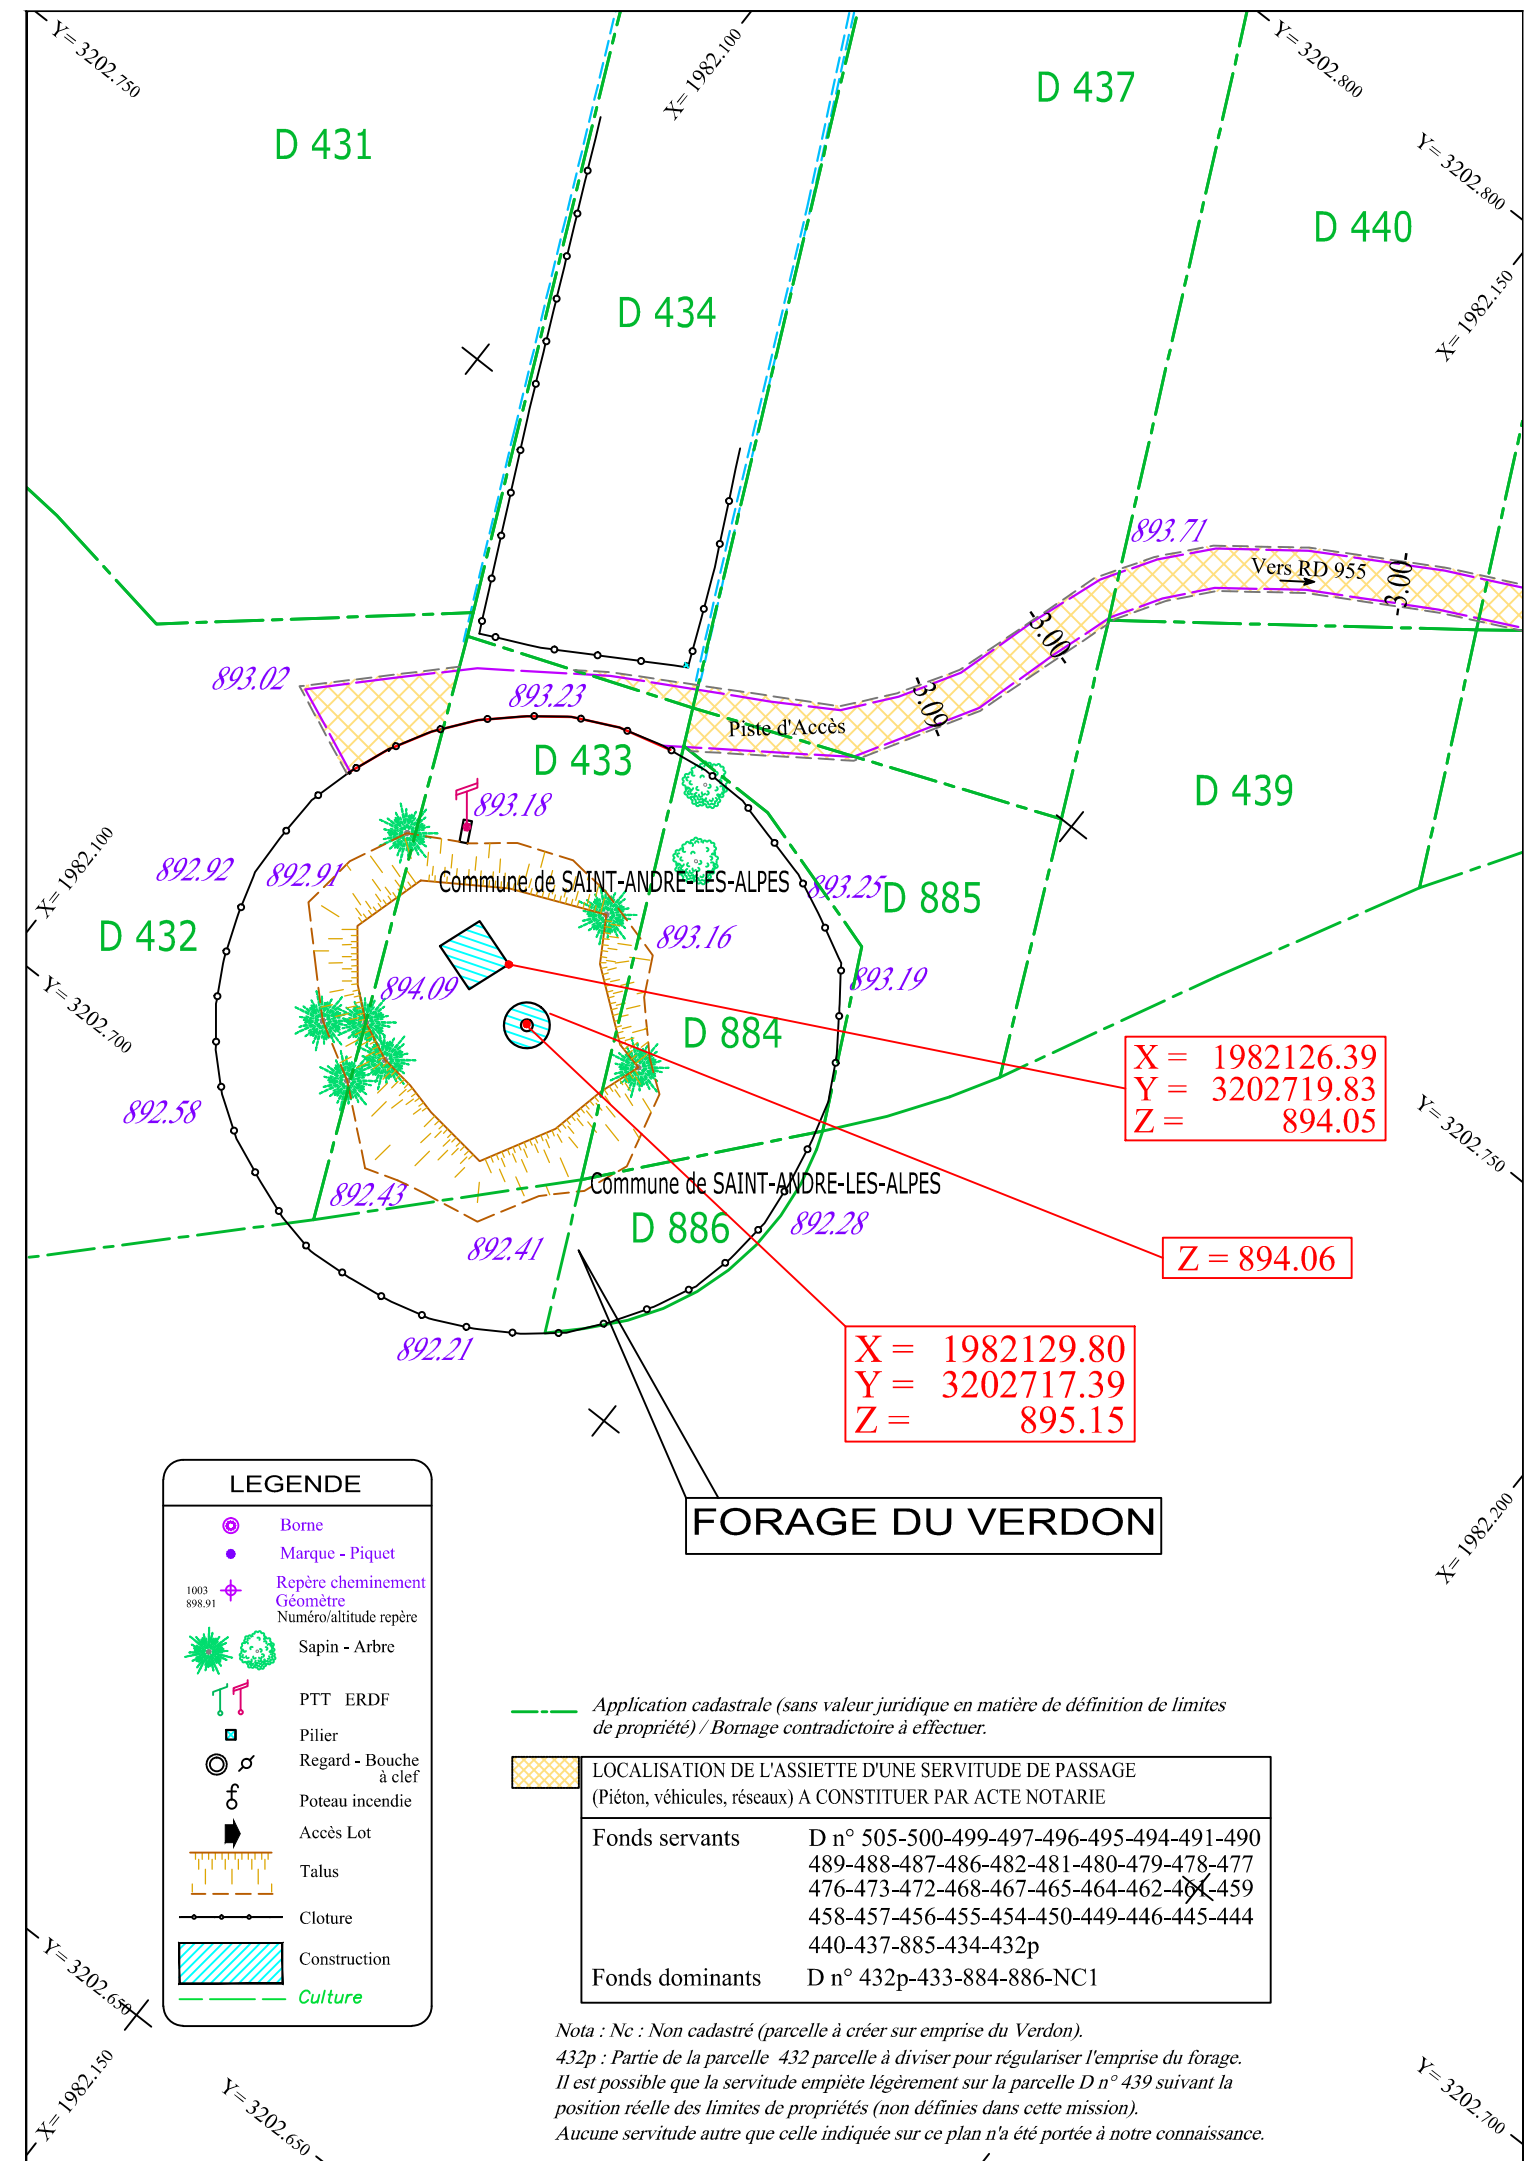 Y= 3202.750
X= 1982.100
Y= 3202.800
D 437
D 431
Y= 3202.800
D 440
X= 1982.150
D 434
893.71
Vers RD 955
-3.00-
-3.00-
893.02
893.23
-3.09-
Piste d'Accès
D 433
D 439
893.18
X= 1982.100
892.92
892.91
Commune de SAINT-ANDRE-LES-ALPES
893.25
D 885
D 432
893.16
894.09
893.19
Y= 3202.700
D 884
X = 1982126.39
Y = 3202719.83
Z = 894.05
892.58
Y= 3202.750
892.43
Commune de SAINT-ANDRE-LES-ALPES
D 886
892.28
892.41
Z = 894.06
892.21
X = 1982129.80
Y = 3202717.39
Z = 895.15
FORAGE DU VERDON
X= 1982.200
LEGENDE
Borne
Marque - Piquet
1003
898.91
Repère cheminement
Géomètre
Numéro/altitude repère
Sapin - Arbre
PTT ERDF
Pilier
Regard - Bouche
à clef
Poteau incendie
Accès Lot
Talus
Cloture
Construction
Culture
Application cadastrale (sans valeur juridique en matière de définition de limites
de propriété) / Bornage contradictoire à effectuer.
LOCALISATION DE L'ASSIETTE D'UNE SERVITUDE DE PASSAGE
(Piéton, véhicules, réseaux) A CONSTITUER PAR ACTE NOTARIE
Fonds servants D n° 505-500-499-497-496-495-494-491-490
489-488-487-486-482-481-480-479-478-477
476-473-472-468-467-465-464-462-461-459
458-457-456-455-454-450-449-446-445-444
440-437-885-434-432p
Fonds dominants D n° 432p-433-884-886-NC1
Y= 3202.650
X= 1982.150
Y= 3202.650
Nota : Nc : Non cadastré (parcelle à créer sur emprise du Verdon).
432p : Partie de la parcelle 432 parcelle à diviser pour régulariser l'emprise du forage.
Il est possible que la servitude empiète légèrement sur la parcelle D n° 439 suivant la
position réelle des limites de propriétés (non définies dans cette mission).
Aucune servitude autre que celle indiquée sur ce plan n'a été portée à notre connaissance.
Y= 3202.700